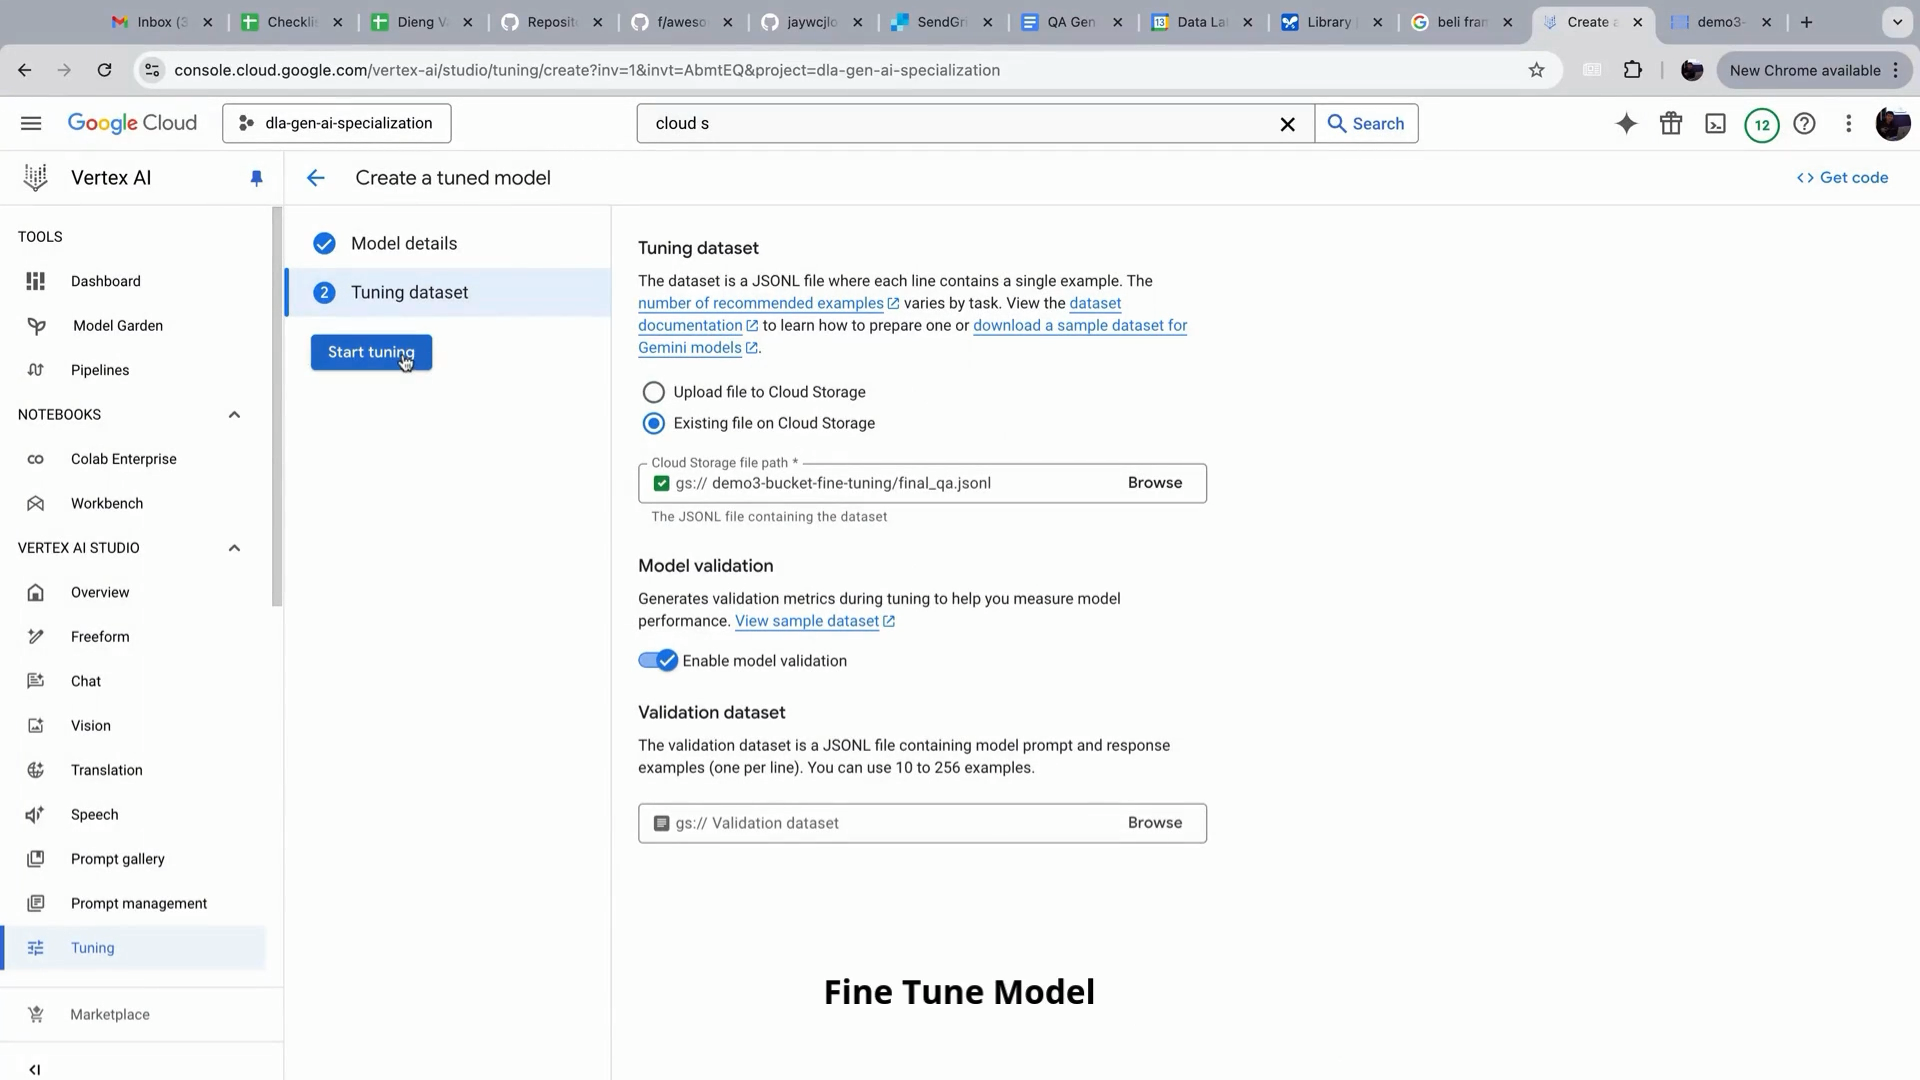 Inbox (3
Checklis
Dieng Va
Reposito
f/aweso
jaywcjlo
SendGri
QA Gen
Data Lab
Library
beli fram
Create a
demo3-
console.cloud.google.com/vertex-ai/studio/tuning/create?inv=1&invt=AbmtEQ&project=dla-gen-ai-specialization
New Chrome available
Google Cloud
dla-gen-ai-specialization
cloud s
Search
12
Vertex AI
Create a tuned model
Get code
TOOLS
Dashboard
Model Garden
Pipelines
NOTEBOOKS
Colab Enterprise
Workbench
VERTEX AI STUDIO
Overview
Freeform
Chat
Vision
Translation
Speech
Prompt gallery
Prompt management
Tuning
Marketplace
Model details
2 Tuning dataset
Start tuning
Tuning dataset
The dataset is a JSONL file where each line contains a single example. The
number of recommended examples varies by task. View the dataset
documentation to learn how to prepare one or download a sample dataset for
Gemini models.
Upload file to Cloud Storage
Existing file on Cloud Storage
Cloud Storage file path *
gs:// demo3-bucket-fine-tuning/final_qa.jsonl
Browse
The JSONL file containing the dataset
Model validation
Generates validation metrics during tuning to help you measure model
performance. View sample dataset
Enable model validation
Validation dataset
The validation dataset is a JSONL file containing model prompt and response
examples (one per line). You can use 10 to 256 examples.
gs:// Validation dataset
Browse
Fine Tune Model